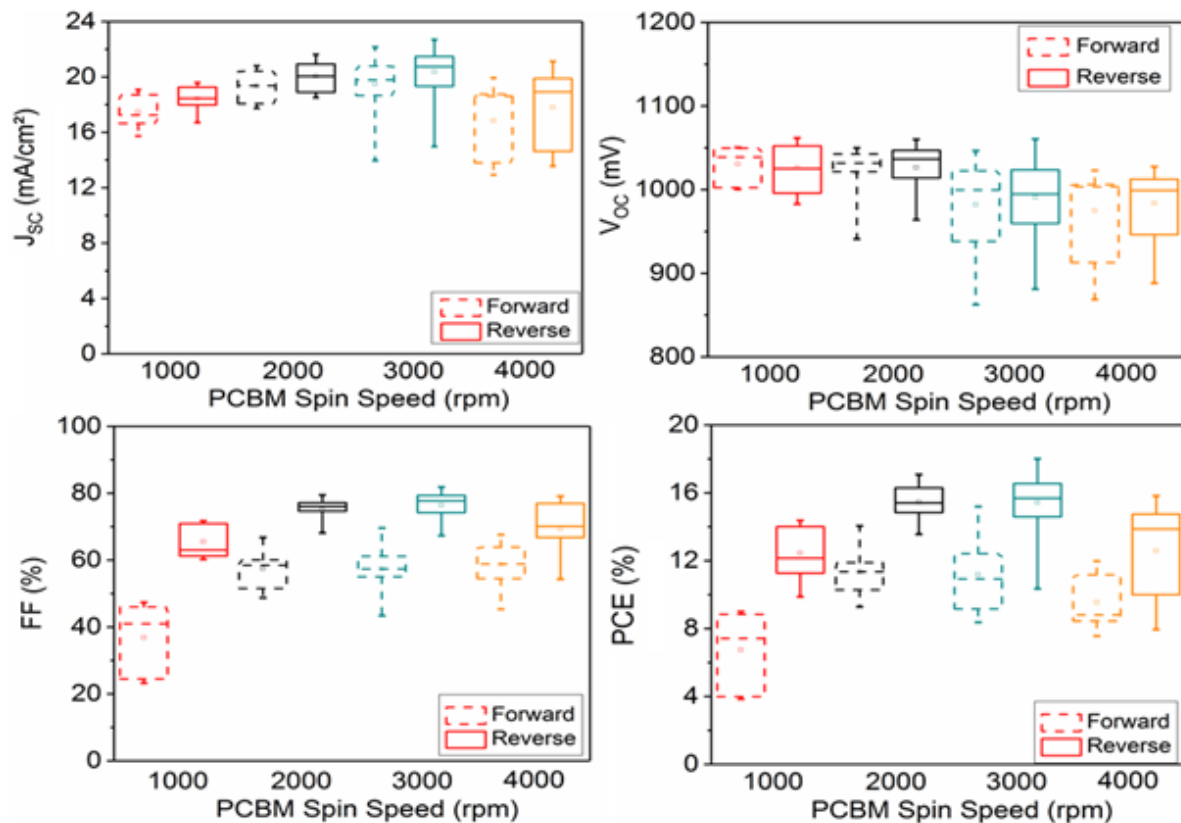 24
20
16
12
8
4
0
J_SC (mA/cm²)
Forward
Reverse
1000 2000 3000 4000
PCBM Spin Speed (rpm)
1200
1100
1000
900
800
V_OC (mV)
Forward
Reverse
1000 2000 3000 4000
PCBM Spin Speed (rpm)
100
80
60
40
20
0
FF (%)
Forward
Reverse
1000 2000 3000 4000
PCBM Spin Speed (rpm)
20
16
12
8
4
0
PCE (%)
Forward
Reverse
1000 2000 3000 4000
PCBM Spin Speed (rpm)